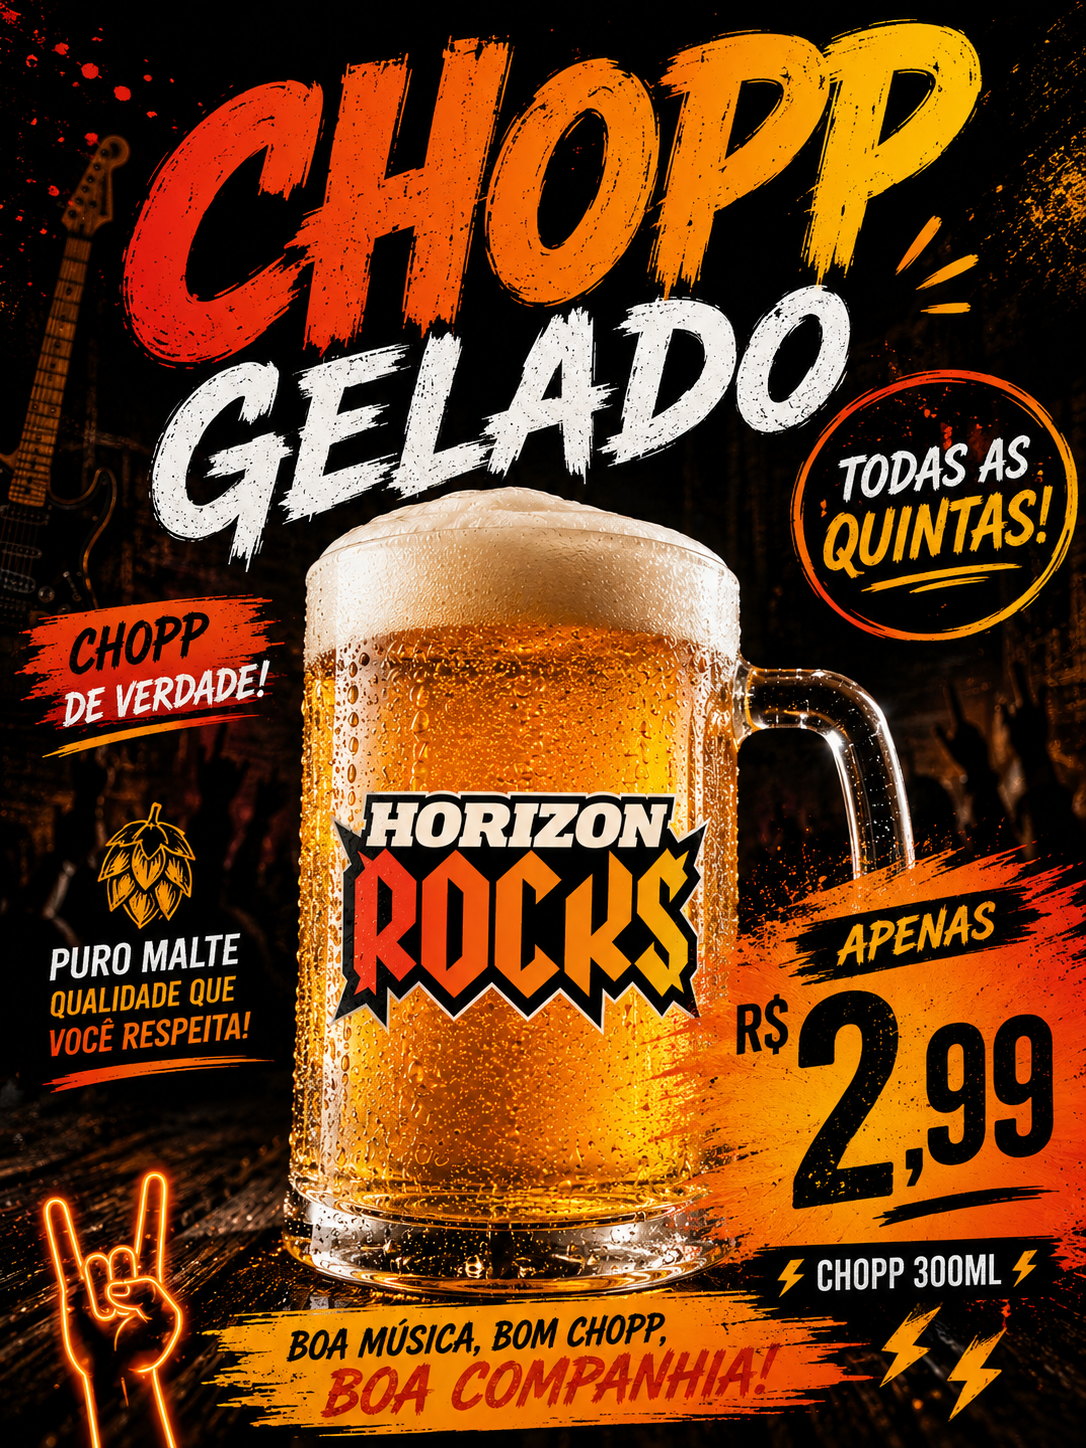 CHOPP
GELADO
TODAS AS
QUINTAS!
CHOPP
DE VERDADE!
HORIZON
ROCKS
PURO MALTE
QUALIDADE QUE
VOCÊ RESPEITA!
APENAS
R$ 2,99
CHOPP 300ML
BOA MÚSICA, BOM CHOPP,
BOA COMPANHIA!